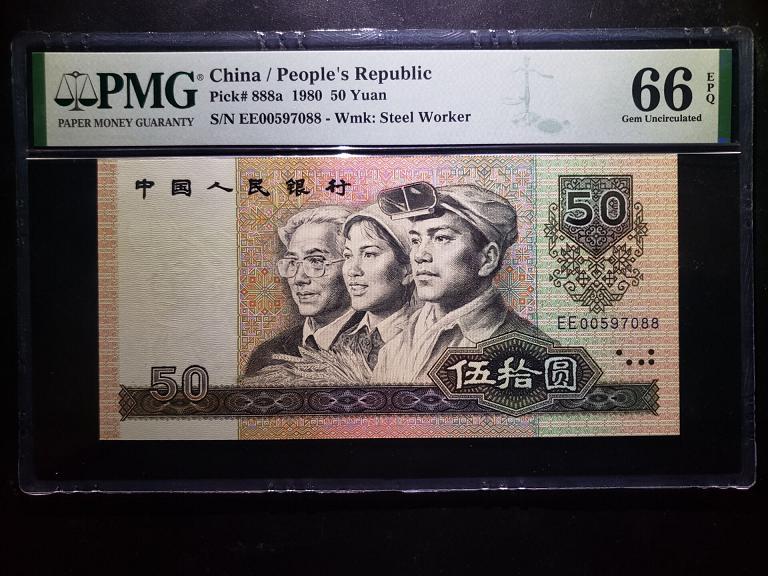 PMG®
PAPER MONEY GUARANTY
China / People's Republic
Pick# 888a 1980 50 Yuan
S/N EE00597088 - Wmk: Steel Worker
66 EPQ
Gem Uncirculated
中国人民银行
50
EE00597088
50
伍拾圆